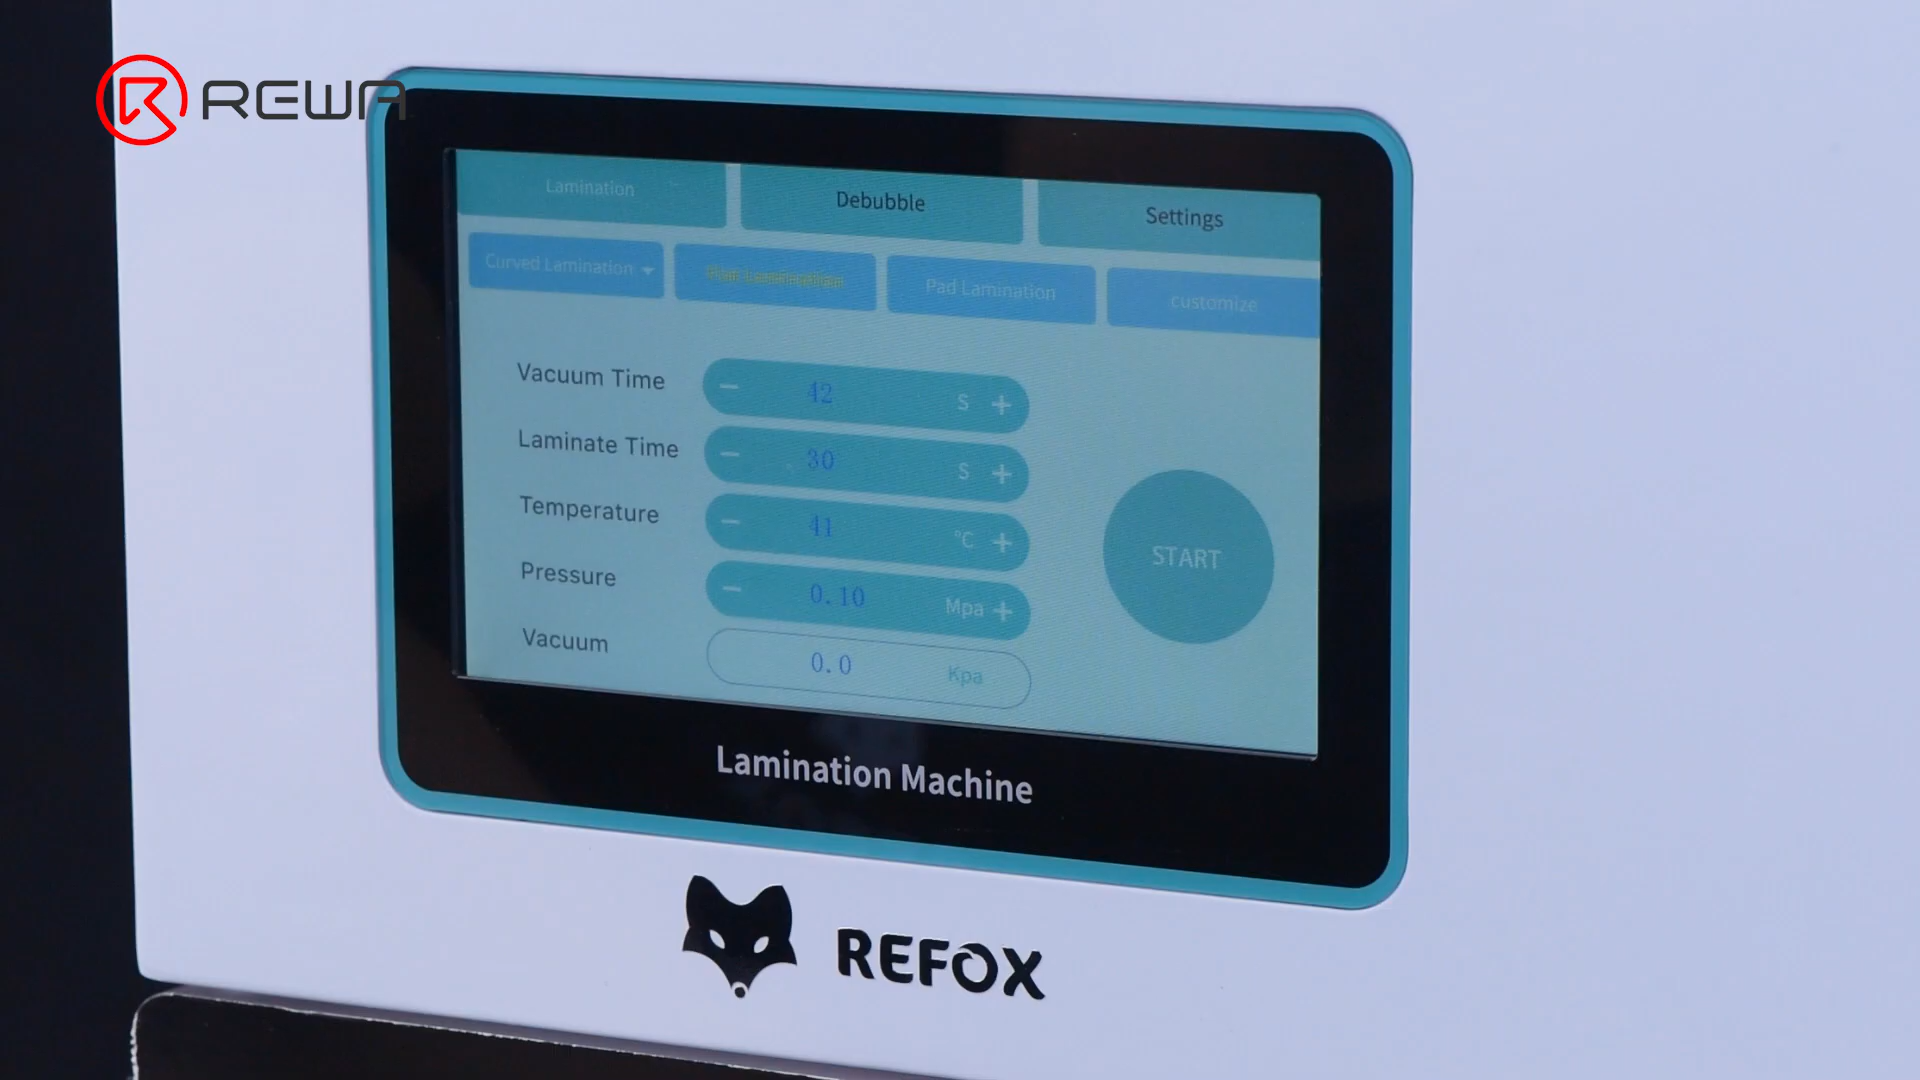 REWA
Lamination Debubble Settings
Curved Lamination Lamination Pad Lamination customize
Vacuum Time − 42 S +
Laminate Time − 30 S +
Temperature − 41 °C +
Pressure − 0.10 Mpa +
Vacuum 0.0 Kpa
START
Lamination Machine
REFOX